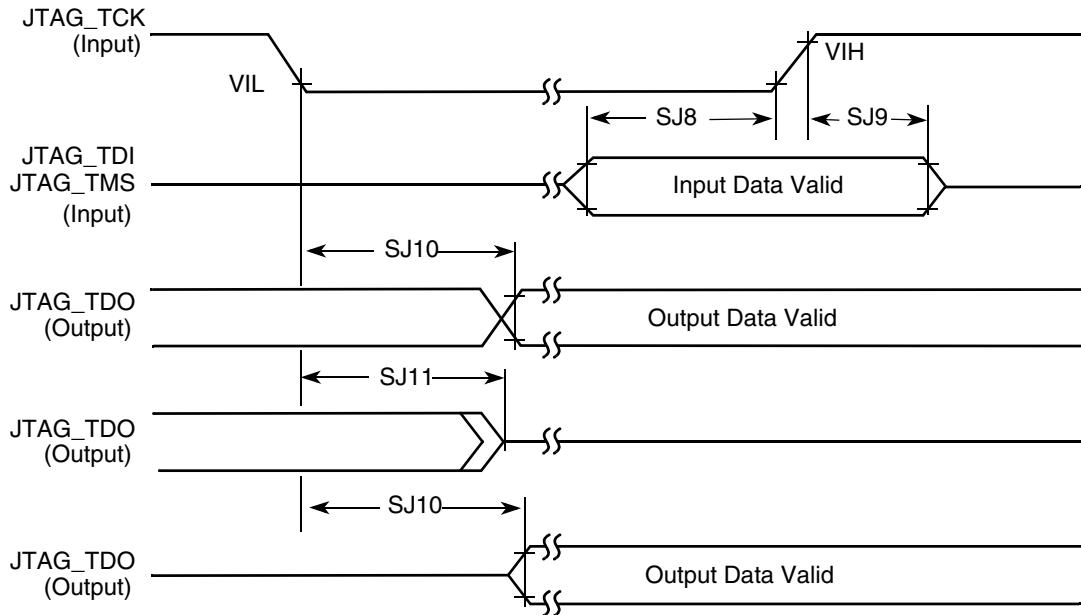 JTAG_TCK
(Input)
VIL
VIH
SJ8
SJ9
JTAG_TDI
JTAG_TMS
(Input)
Input Data Valid
SJ10
JTAG_TDO
(Output)
Output Data Valid
SJ11
JTAG_TDO
(Output)
SJ10
JTAG_TDO
(Output)
Output Data Valid